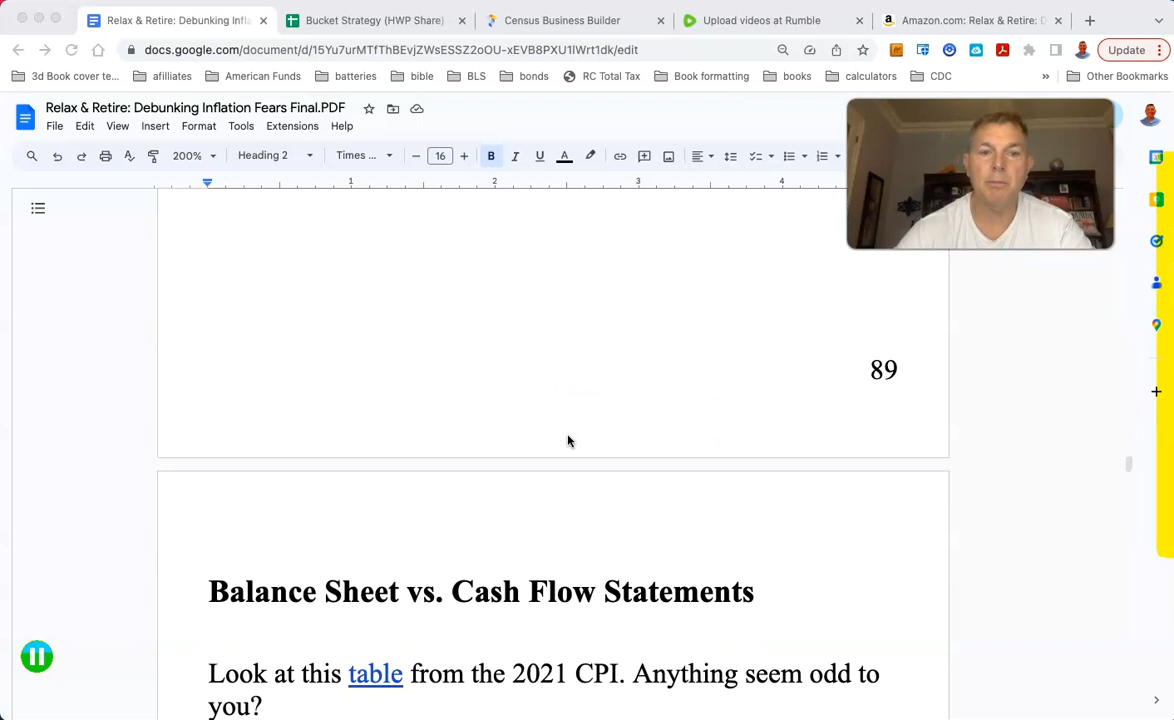 Relax & Retire: Debunking Infla
Bucket Strategy (HWP Share)
Census Business Builder
Upload videos at Rumble
Amazon.com: Relax & Retire: D
docs.google.com/document/d/15Yu7urMTfThBEvjZWsESSZ2oOU-xEVB8PXU1lWrt1dk/edit
Update
3d Book cover te...
afiiliates
American Funds
batteries
bible
BLS
bonds
RC Total Tax
Book formatting
books
calculators
CDC
»
Other Bookmarks
Relax & Retire: Debunking Inflation Fears Final.PDF
File Edit View Insert Format Tools Extensions Help
200% Heading 2 Times ... 16 B I U A
1 2 3 4
89
Balance Sheet vs. Cash Flow Statements
Look at this table from the 2021 CPI. Anything seem odd to
you?